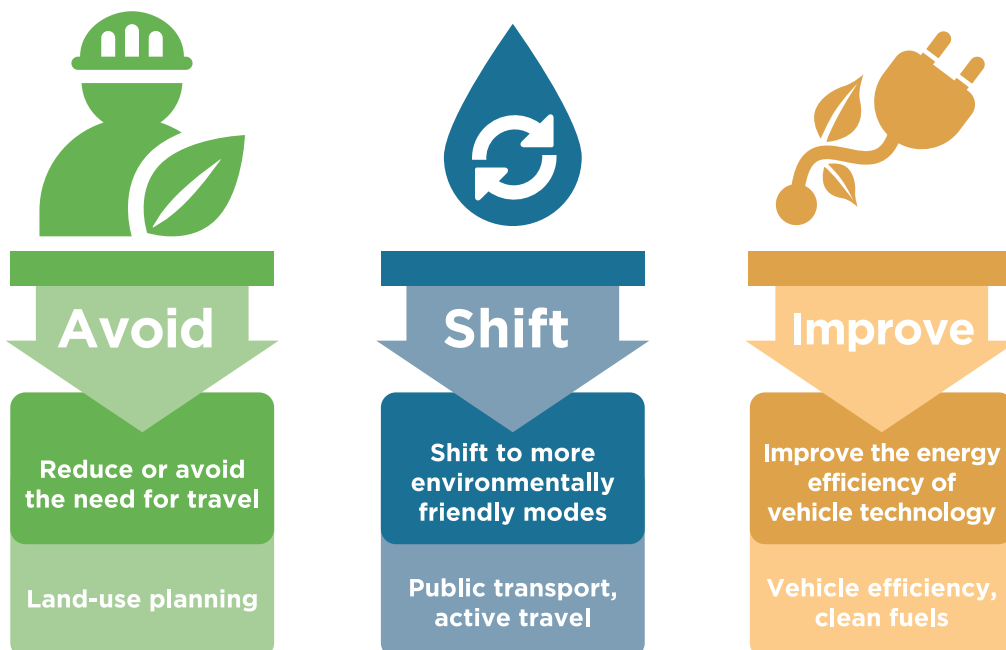 Avoid
Reduce or avoid
the need for travel
Land-use planning
Shift
Shift to more
environmentally
friendly modes
Public transport,
active travel
Improve
Improve the energy
efficiency of
vehicle technology
Vehicle efficiency,
clean fuels